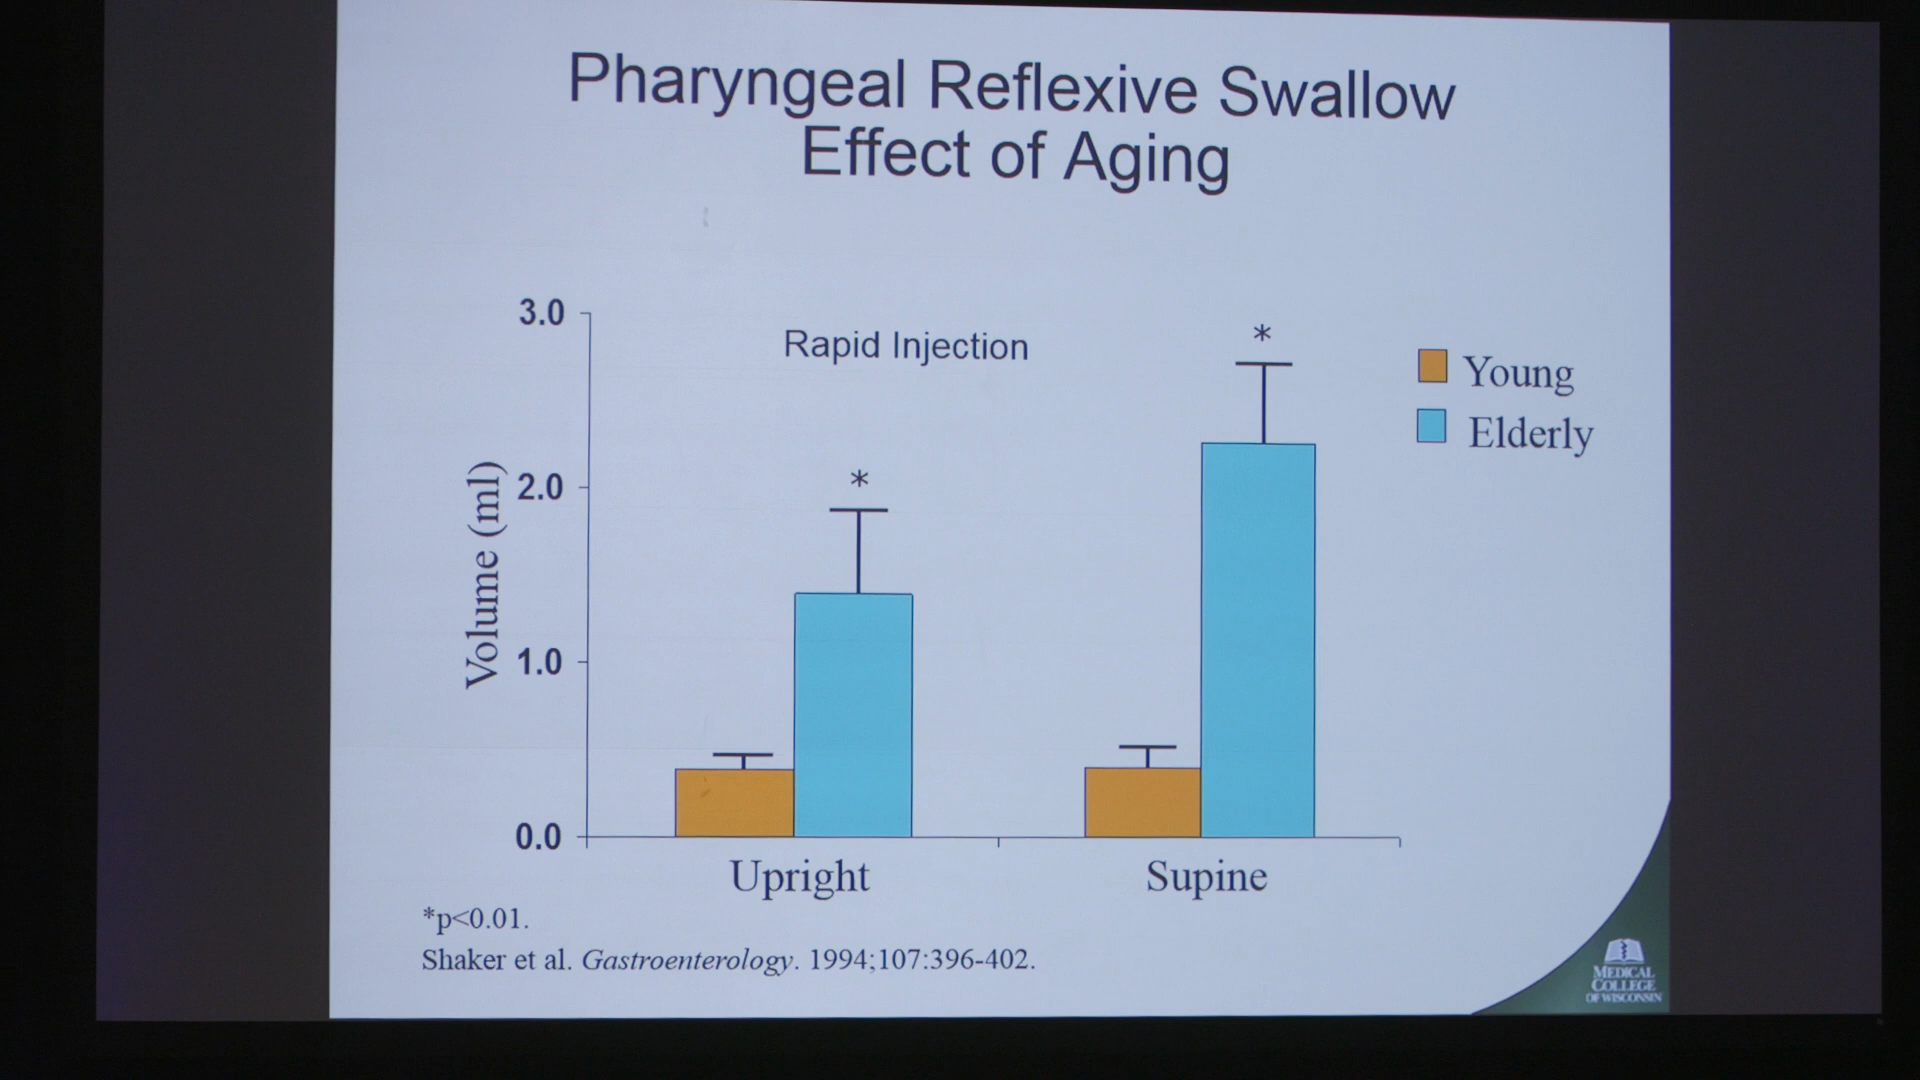 Pharyngeal Reflexive Swallow
Effect of Aging
3.0
Rapid Injection
*
Young
Elderly
2.0
*
Volume (ml)
1.0
0.0
Upright
Supine
*p<0.01.
Shaker et al. Gastroenterology. 1994;107:396-402.
MEDICAL
COLLEGE
OF WISCONSIN